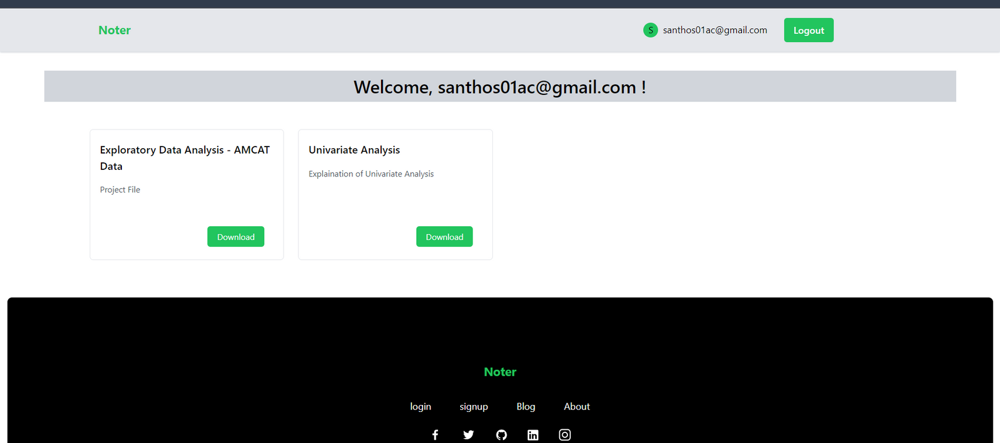 Noter
S santhos01ac@gmail.com Logout
Welcome, santhos01ac@gmail.com !
Exploratory Data Analysis - AMCAT
Data
Project File
Download
Univariate Analysis
Explaination of Univariate Analysis
Download
Noter
login signup Blog About